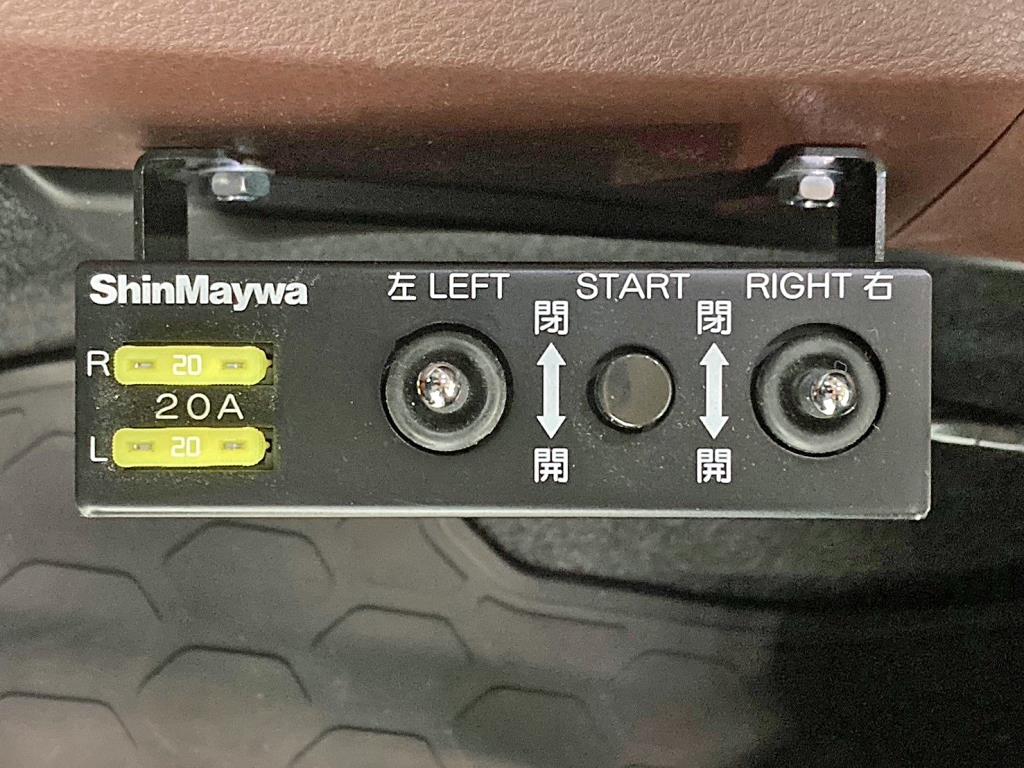 ShinMaywa
左 LEFT
START
RIGHT 右
閉
閉
R
20
20A
L
20
開
開